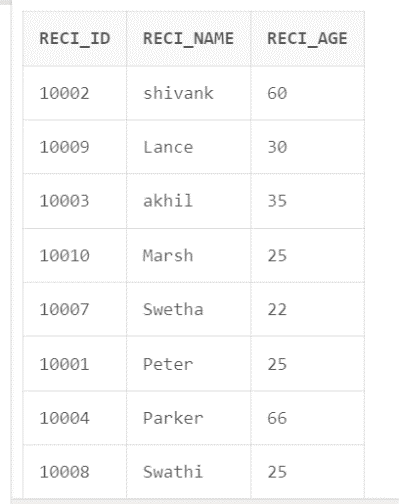 RECI_ID RECI_NAME RECI_AGE
10002 shivank 60
10009 Lance 30
10003 akhil 35
10010 Marsh 25
10007 Swetha 22
10001 Peter 25
10004 Parker 66
10008 Swathi 25